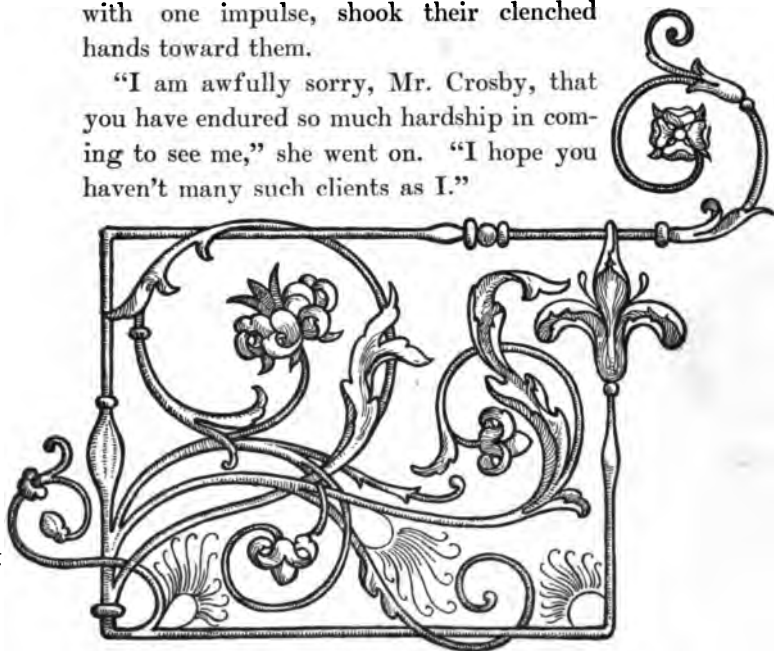 with one impulse, shook their clenched
hands toward them.
“I am awfully sorry, Mr. Crosby, that
you have endured so much hardship in com-
ing to see me,” she went on. “I hope you
haven't many such clients as I.”